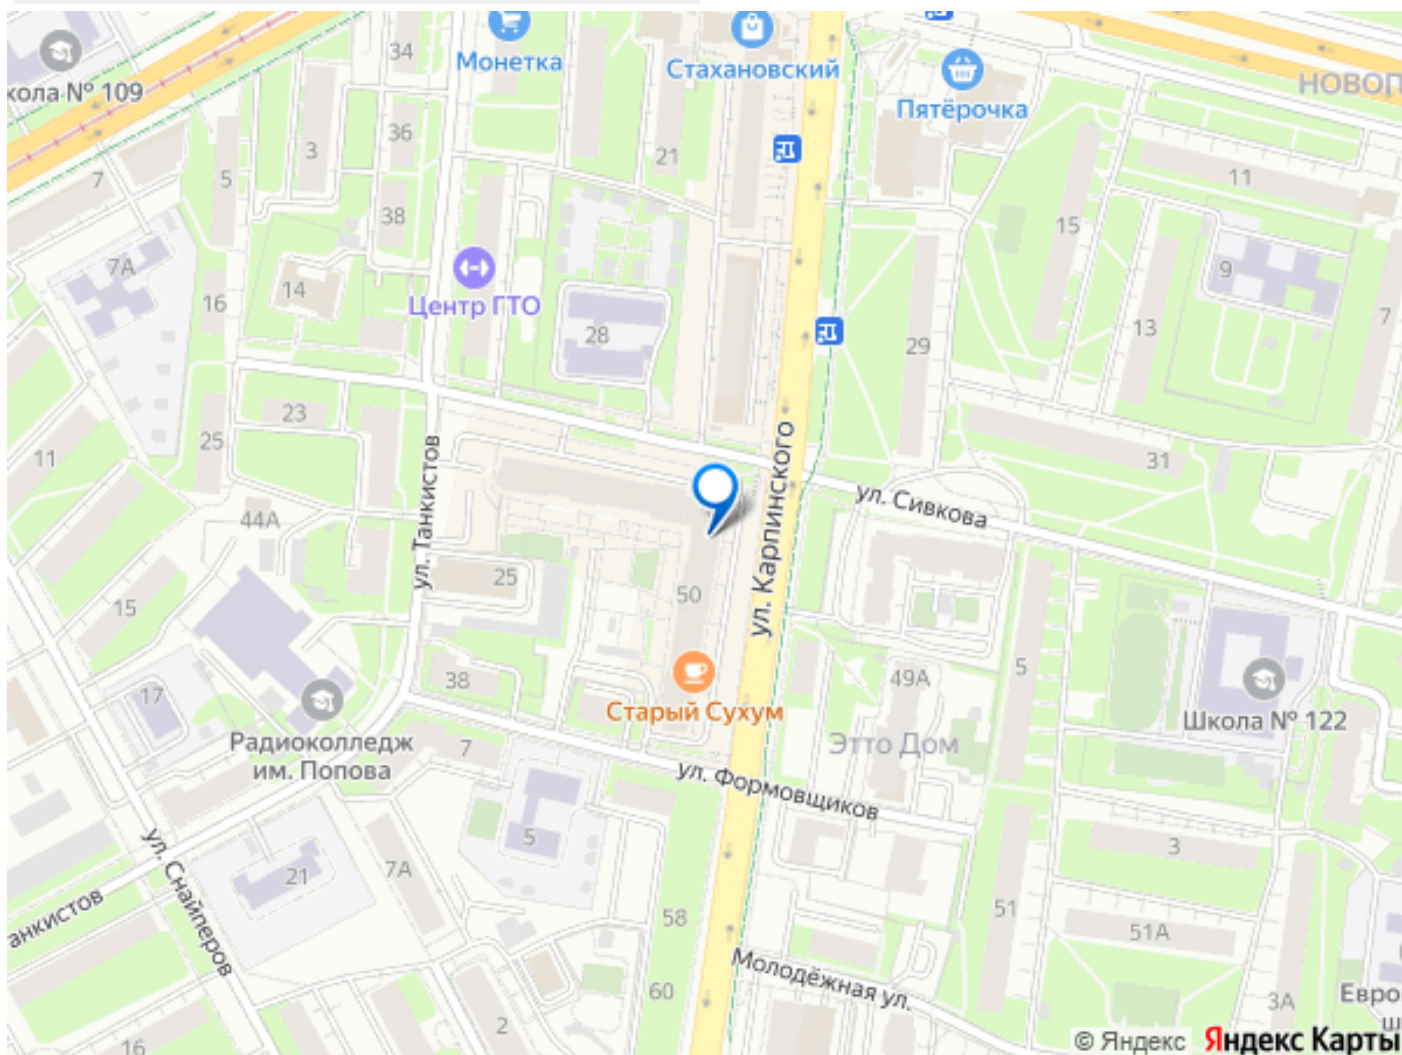 34
Монетка
Стахановский
Пятёрочка
НОВОП
кола № 109
36
3
21
11
7
5
38
15
7А
14
16
Центр ГТО
28
9
13
7
29
23
25
11
31
ул. Карпинского
ул. Танкистов
ул. Сивкова
44А
25
50
15
5
49А
38
17
Старый Сухум
Школа № 122
Радиоколледж
им. Попова
7
Этто Дом
ул. Формовщиков
5
3
ул. Снайперов
21
7А
анкистов
58
51
51А
Молодёжная ул.
60
3А
Евро
ш
2
16
© Яндекс
Яндекс Карты